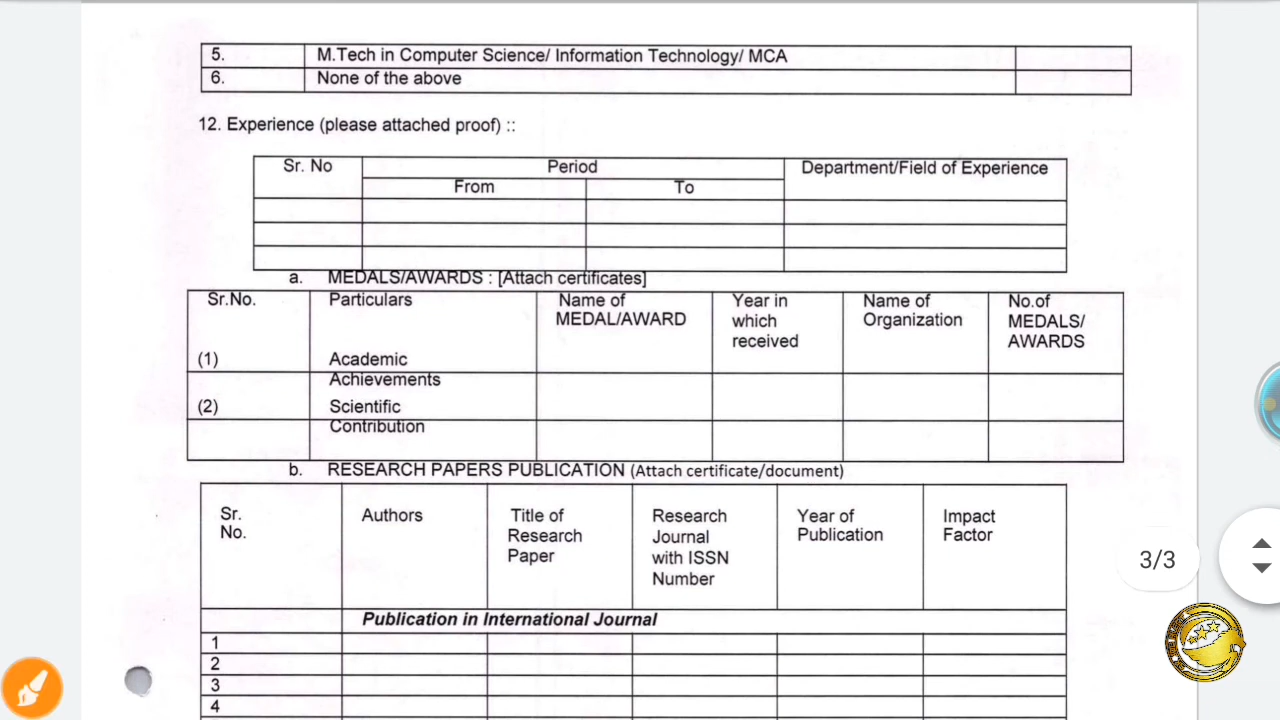 5. M.Tech in Computer Science/ Information Technology/ MCA
6. None of the above
12. Experience (please attached proof) ::
Sr. No Period Department/Field of Experience
From To
a. MEDALS/AWARDS : [Attach certificates]
Sr.No. Particulars Name of Year in Name of No.of
MEDAL/AWARD which Organization MEDALS/
received AWARDS
(1) Academic
Achievements
(2) Scientific
Contribution
b. RESEARCH PAPERS PUBLICATION (Attach certificate/document)
Sr. Authors Title of Research Year of Impact
No. Research Journal Publication Factor
Paper with ISSN
Number
Publication in International Journal
1
2
3
4
3/3